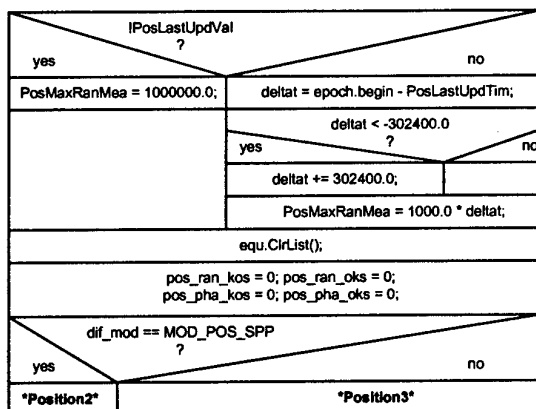 !PosLastUpdVal
?
yes no
PosMaxRanMea = 1000000.0; deltat = epoch.begin - PosLastUpdTim;
deltat < -302400.0
?
yes no
deltat += 302400.0;
PosMaxRanMea = 1000.0 * deltat;
equ.ClrList();
pos_ran_kos = 0; pos_ran_oks = 0;
pos_pha_kos = 0; pos_pha_oks = 0;
dif_mod == MOD_POS_SPP
?
yes no
*Position2* *Position3*